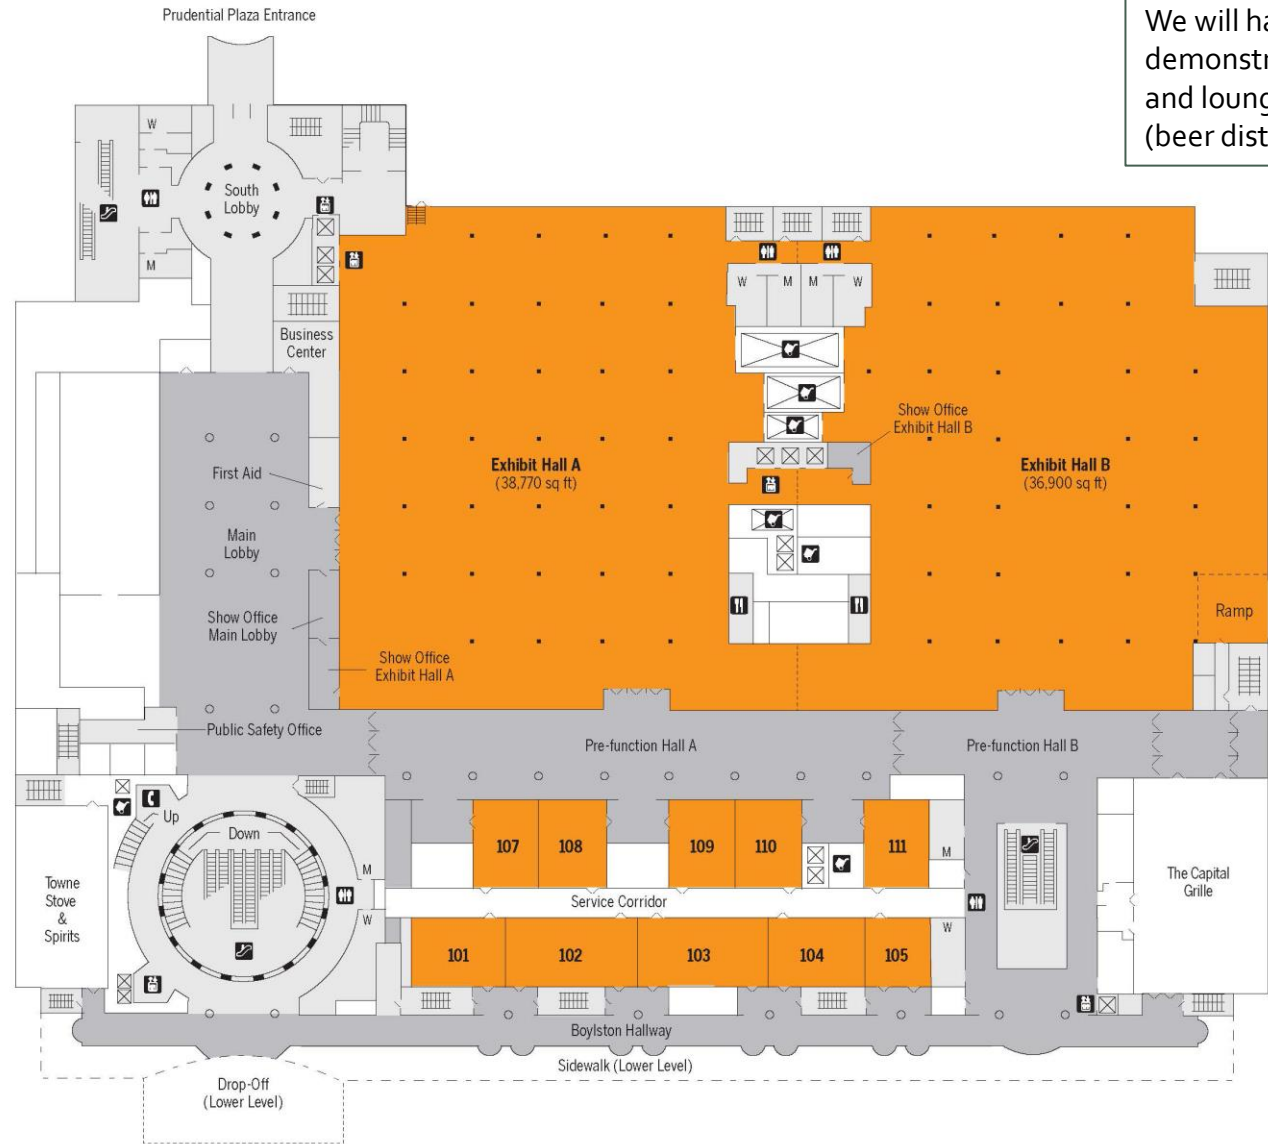 Prudential Plaza Entrance
We will
and
(beer
W
South
Lobby
M
Business
Center
W
M
M
W
Show Office
Exhibit Hall B
Exhibit Hall A
(38,770 sq ft)
Exhibit Hall B
(36,900 sq ft)
First Aid
Main
Lobby
Show Office
Main Lobby
Ramp
Show Office
Exhibit Hall A
Public Safety Office
Pre-function Hall A
Pre-function Hall B
Up
Down
107
108
109
110
111
M
M
Towne
Stove
&
Spirits
The Capital
Grille
Service Corridor
W
W
101
102
103
104
105
Boylston Hallway
Sidewalk (Lower Level)
Drop-Off
(Lower Level)